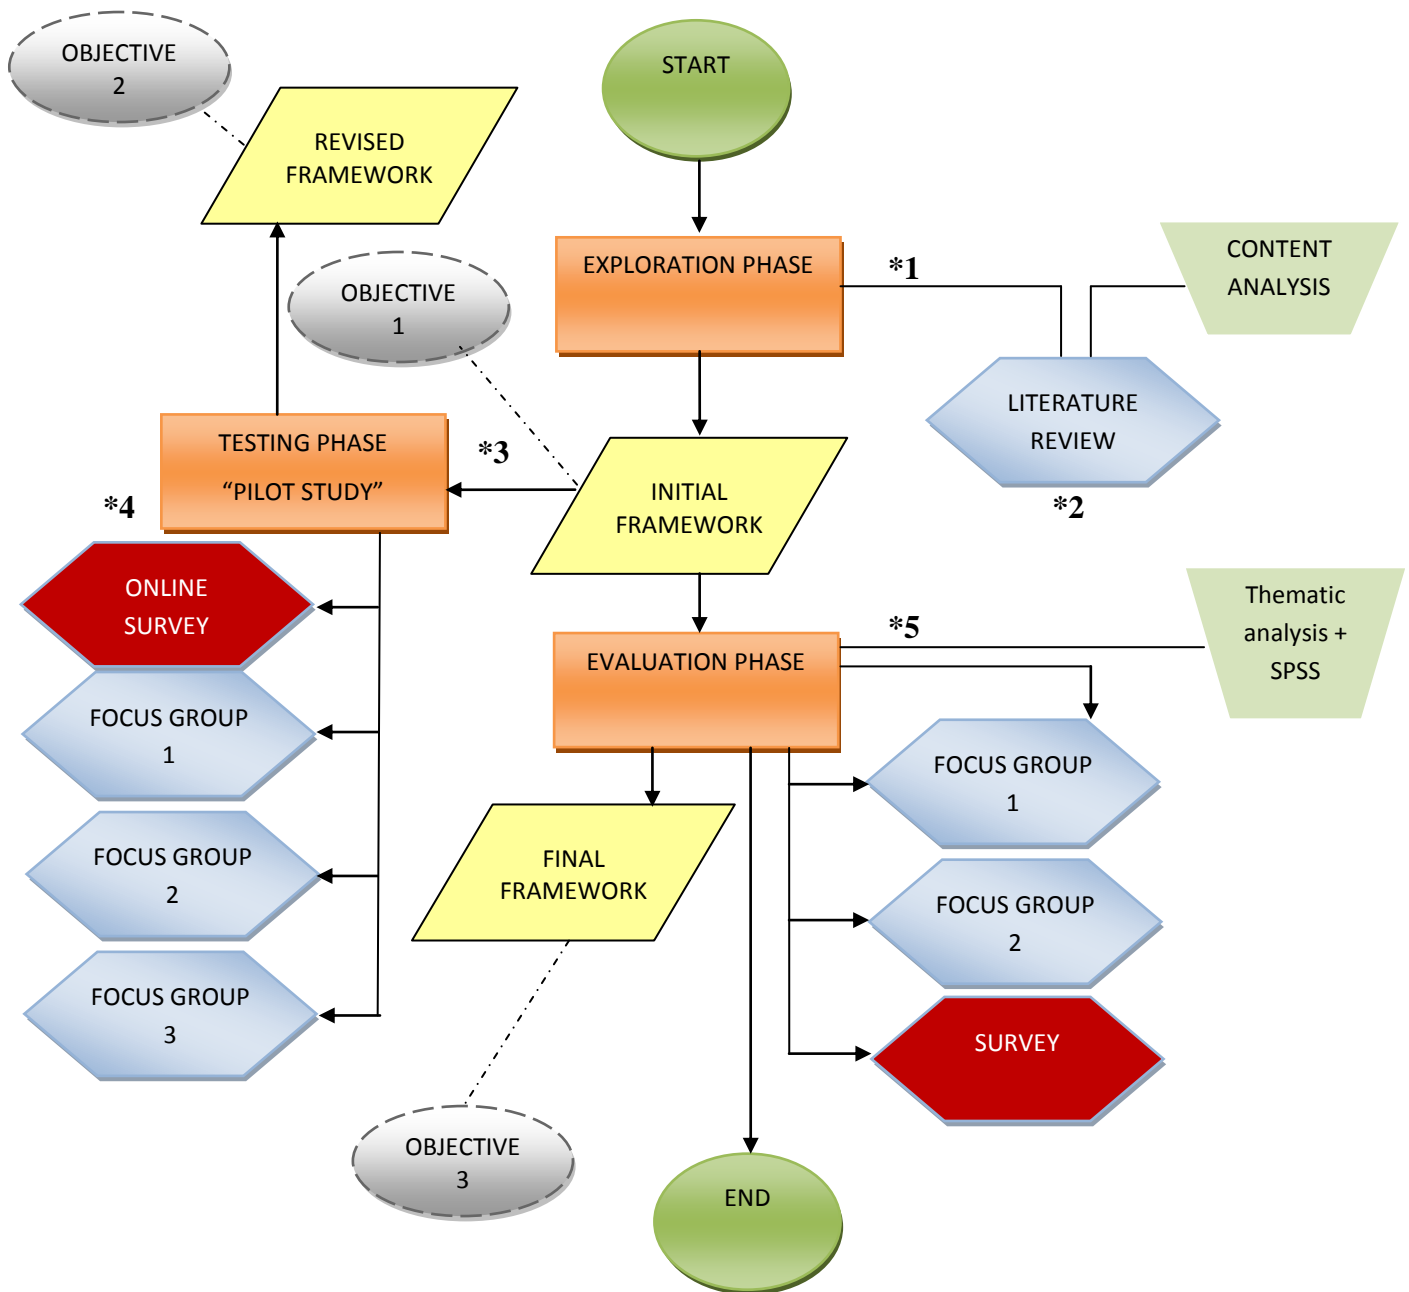 OBJECTIVE
2
START
REVISED
FRAMEWORK
EXPLORATION PHASE
*1
CONTENT
ANALYSIS
OBJECTIVE
1
LITERATURE
REVIEW
*2
TESTING PHASE
“PILOT STUDY”
*3
INITIAL
FRAMEWORK
*4
ONLINE
SURVEY
FOCUS GROUP
1
FOCUS GROUP
2
FOCUS GROUP
3
EVALUATION PHASE
*5
Thematic
analysis +
SPSS
FINAL
FRAMEWORK
FOCUS GROUP
1
FOCUS GROUP
2
SURVEY
OBJECTIVE
3
END